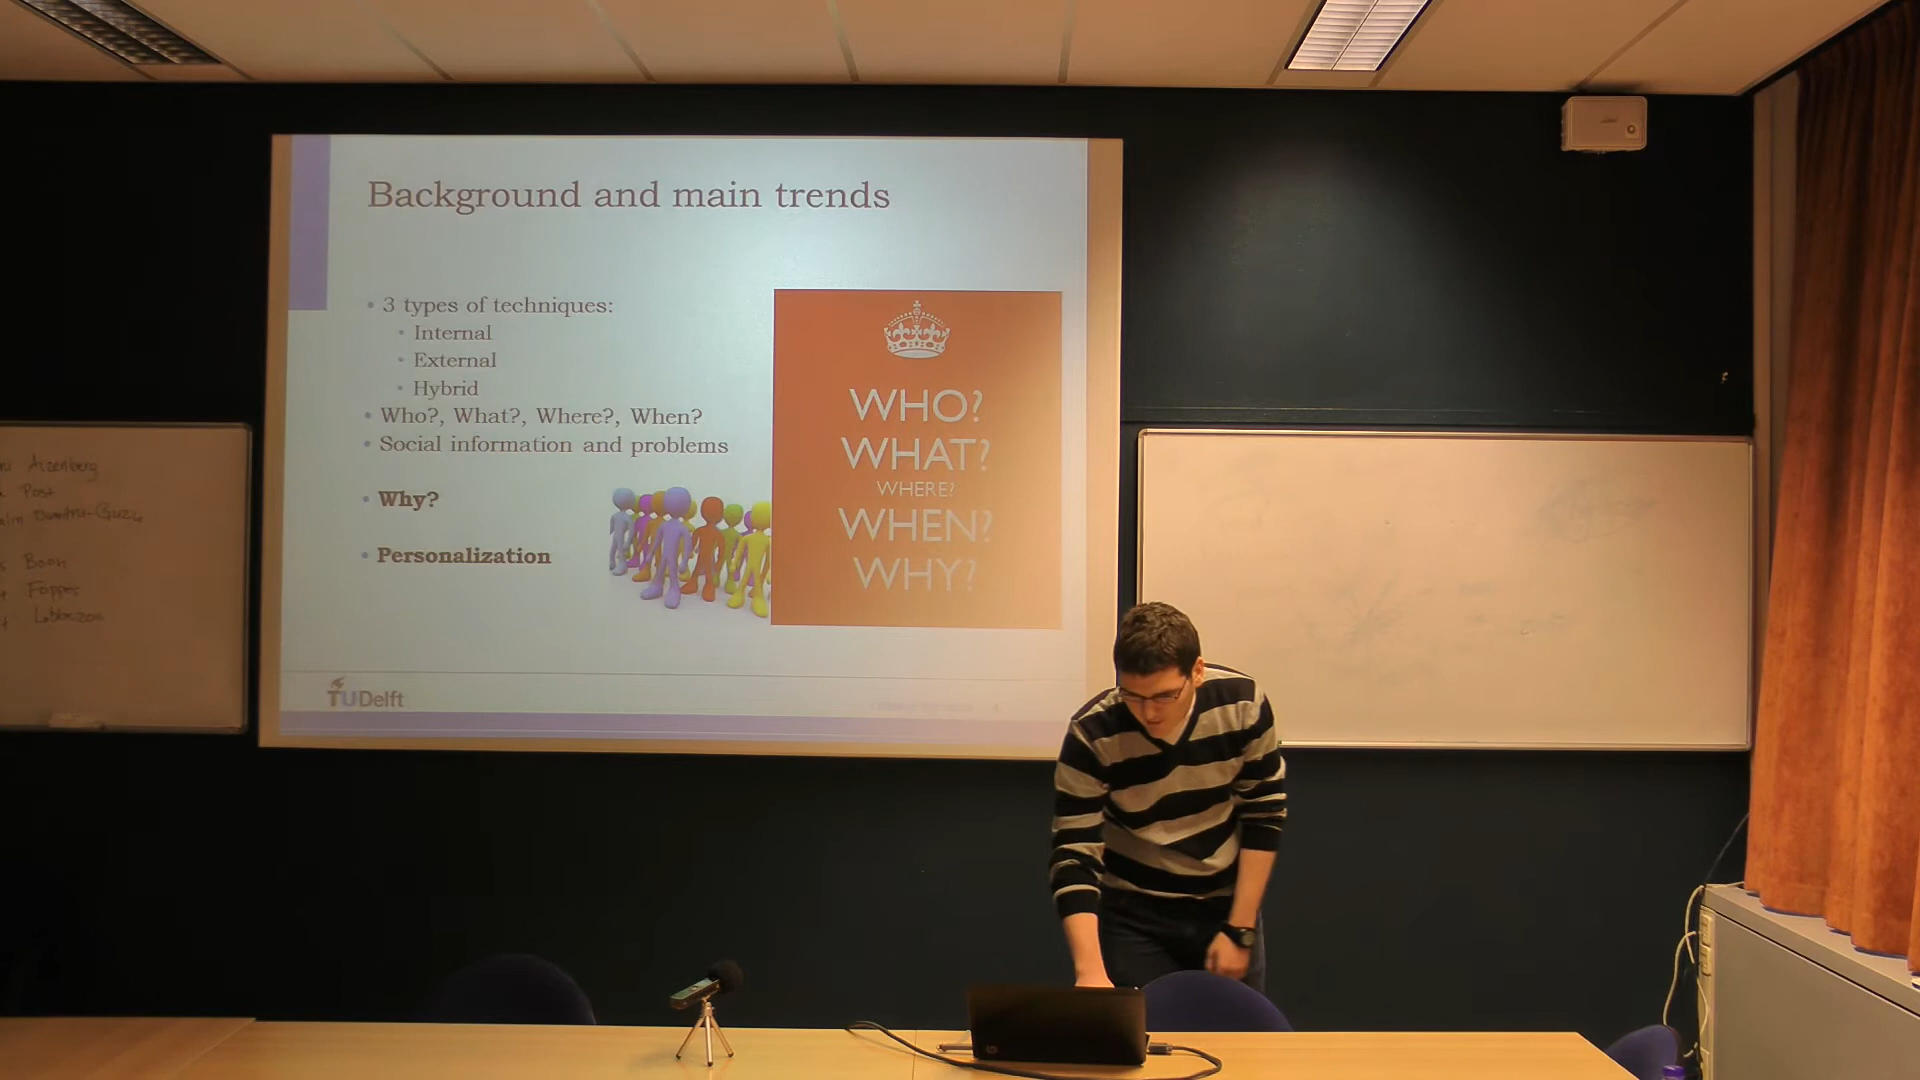 Background and main trends
• 3 types of techniques:
• Internal
• External
• Hybrid
• Who?, What?, Where?, When?
• Social information and problems
• Why?
• Personalization
WHO?
WHAT?
WHERE?
WHEN?
WHY?
TUDelft
Aizenberg
Post
Boon